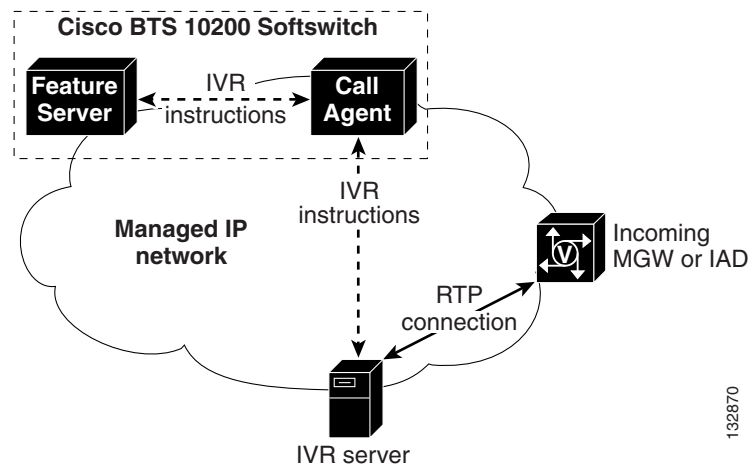 Cisco BTS 10200 Softswitch
Feature
Server
IVR
instructions
Call
Agent
IVR
instructions
Managed IP
network
Incoming
MGW or IAD
V
RTP
connection
IVR server
132870